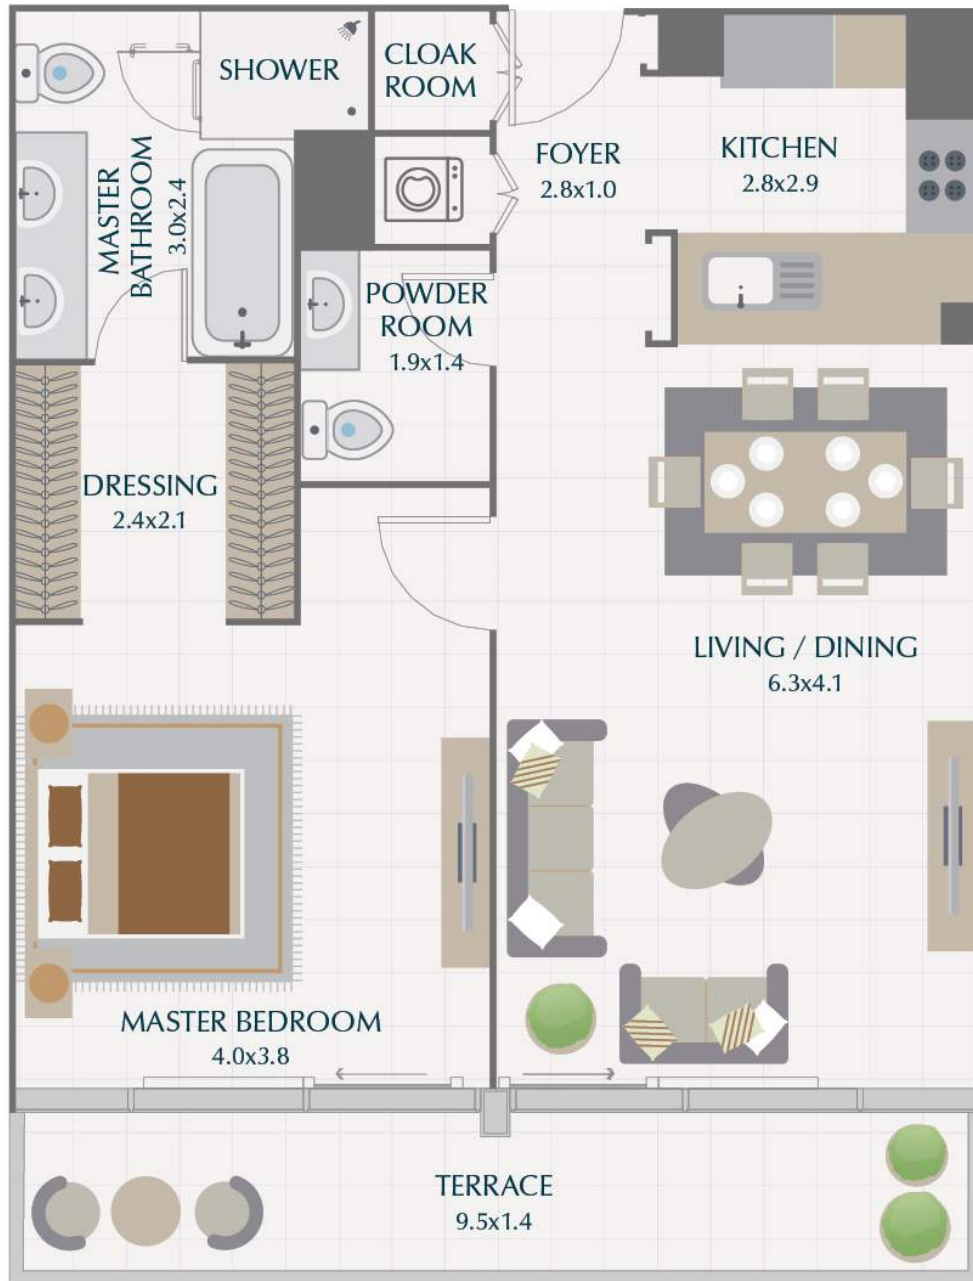 SHOWER
CLOAK
ROOM
FOYER
2.8x1.0
KITCHEN
2.8x2.9
MASTER
BATHROOM
3.0x2.4
POWDER
ROOM
1.9x1.4
DRESSING
2.4x2.1
LIVING / DINING
6.3x4.1
MASTER BEDROOM
4.0x3.8
TERRACE
9.5x1.4